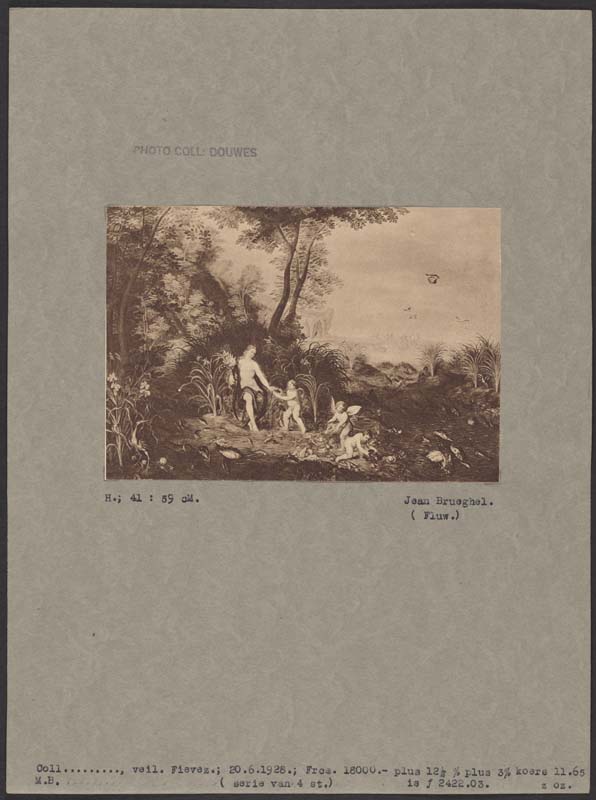 PHOTO COLL: DOUWES
H.; 41 : 59 cM.
Jean Brueghel.
( Fluw.)
Coll........., veil. Fievez.; 20.6.1928.; Frcs. 18000.- plus 12½ % plus 3% koers 11.65
M.B. ( serie van 4 st.) is ƒ 2422.03. z oz.